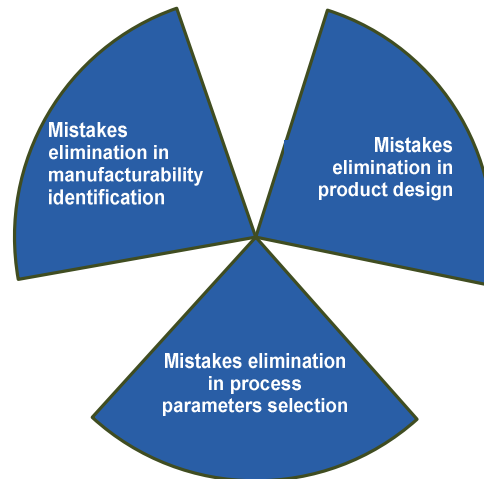 Mistakes
elimination in
manufacturability
identification
Mistakes
elimination in
product design
Mistakes elimination
in process
parameters selection